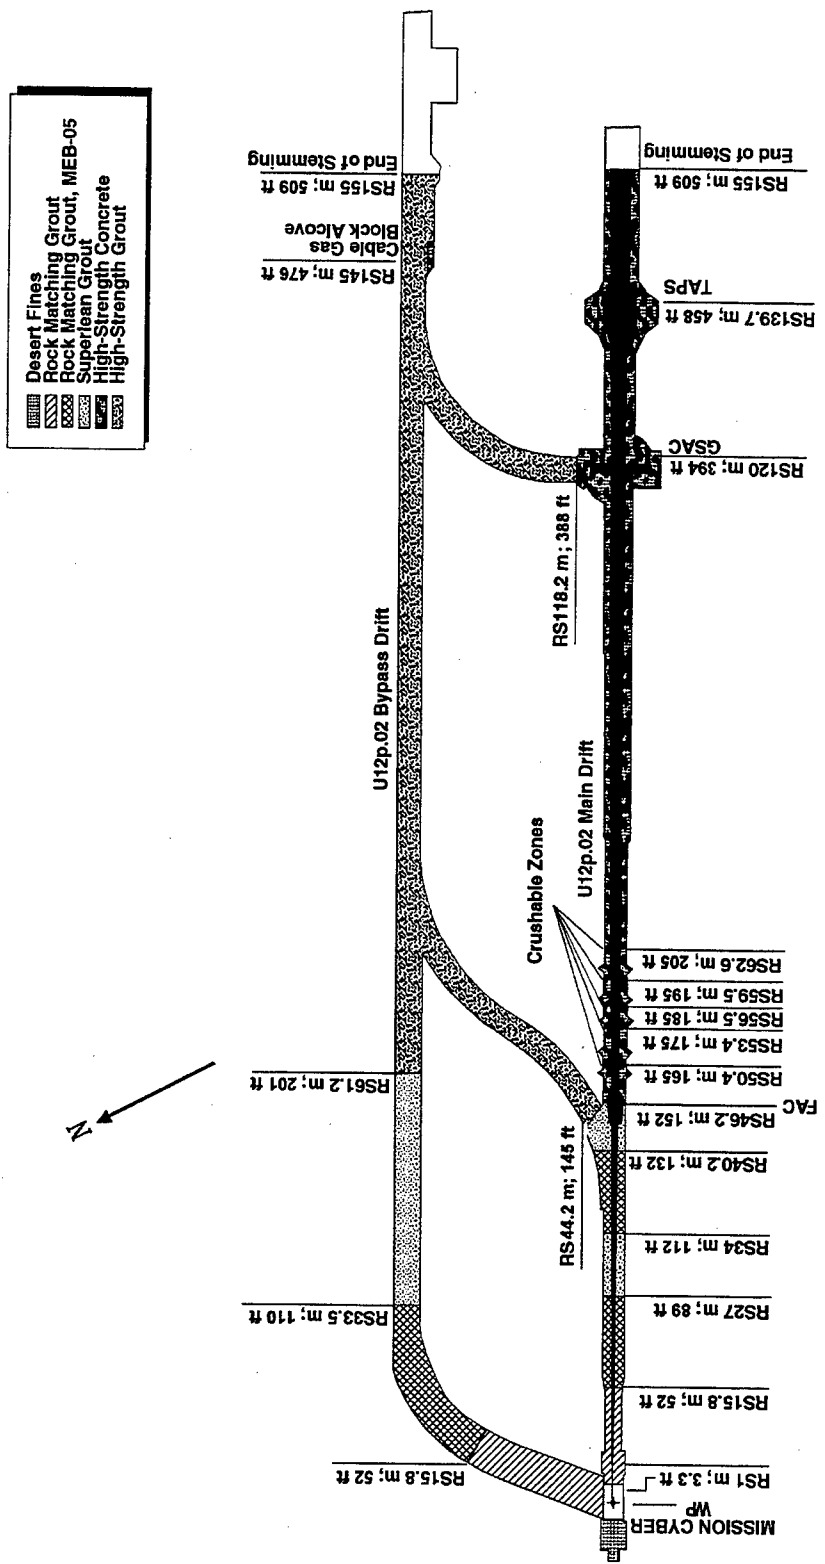 Desert Fines
Rock Matching Grout
Rock Matching Grout, MEB-05
Superlean Grout
High-Strength Concrete
High-Strength Grout
End of Stemming
RS155 m; 509 ft
Cable Gas
Block Alcove
RS145 m; 476 ft
End of Stemming
RS155 m; 509 ft
TAPS
RS139.7 m; 458 ft
GSAC
RS120 m; 394 ft
RS118.2 m; 388 ft
U12p.02 Bypass Drift
U12p.02 Main Drift
Crushable Zones
RS62.6 m; 205 ft
RS59.5 m; 195 ft
RS56.5 m; 185 ft
RS53.4 m; 175 ft
RS50.4 m; 165 ft
FAC
RS46.2 m; 152 ft
RS61.2 m; 201 ft
N
RS44.2 m; 145 ft
RS40.2 m; 132 ft
RS34 m; 112 ft
RS27 m; 89 ft
RS33.5 m; 110 ft
RS15.8 m; 52 ft
RS15.8 m; 52 ft
RS1 m; 3.3 ft
WP
MISSION CYBER